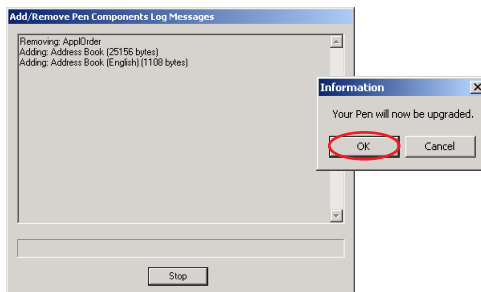 Add/Remove Pen Components Log Messages
Removing: ApplOrder
Adding: Address Book (25156 bytes)
Adding: Address Book (English) (1108 bytes)
Information
Your Pen will now be upgraded.
OK
Cancel
Stop